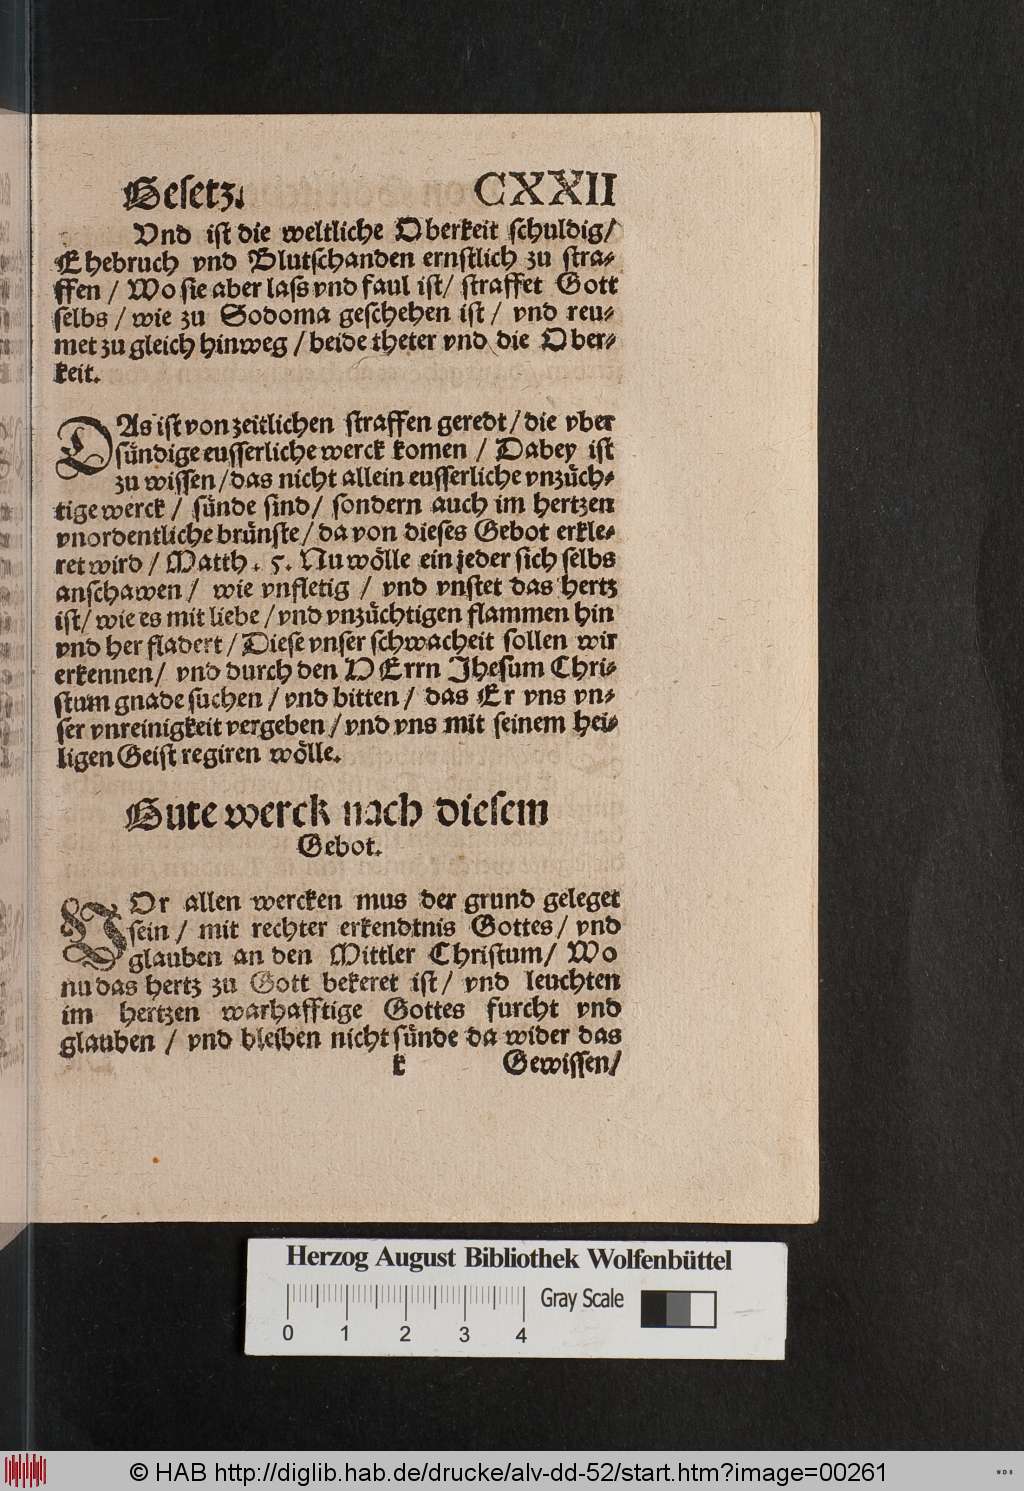 Gesetz. CXXII
Vnd ist die weltliche Oberkeit schuldig/
Ehebruch vnd Blutschanden ernstlich zu stra-
ffen / Wo sie aber lass vnd faul ist/ straffet Gott
selbs / wie zu Sodoma geschehen ist / vnd reu-
met zu gleich hinweg / beide theter vnd die Ober-
keit.
DAs ist von zeitlichen straffen geredt / die vber
sündige eusserliche werck komen / Dabey ist
zu wissen / das nicht allein eusserliche vnzüch-
tige werck / sünde sind / sondern auch im hertzen
vnordentliche brünste / da von dieses Gebot erkle-
ret wird / Matth. 5. Nu wölle ein jeder sich selbs
anschawen / wie vnfletig / vnd vnstet das hertz
ist / wie es mit liebe / vnd vnzüchtigen flammen hin
vnd her fladert / Diese vnser schwacheit sollen wir
erkennen / vnd durch den HErrn Jhesum Chri-
stum gnade suchen / vnd bitten / das Er vns vn-
ser vnreinigkeit vergeben / vnd vns mit seinem hei-
ligen Geist regiren wölle.
Gute werck nach diesem
Gebot.
VOr allen wercken mus der grund geleget
sein / mit rechter erkendtnis Gottes / vnd
glauben an den Mittler Christum / Wo
nu das hertz zu Gott bekeret ist / vnd leuchten
im hertzen warhafftige Gottes furcht vnd
glauben / vnd bleiben nicht sünde da wider das
k Gewissen/
Herzog August Bibliothek Wolfenbüttel
Gray Scale
0 1 2 3 4
© HAB http://diglib.hab.de/drucke/alv-dd-52/start.htm?image=00261
WDB